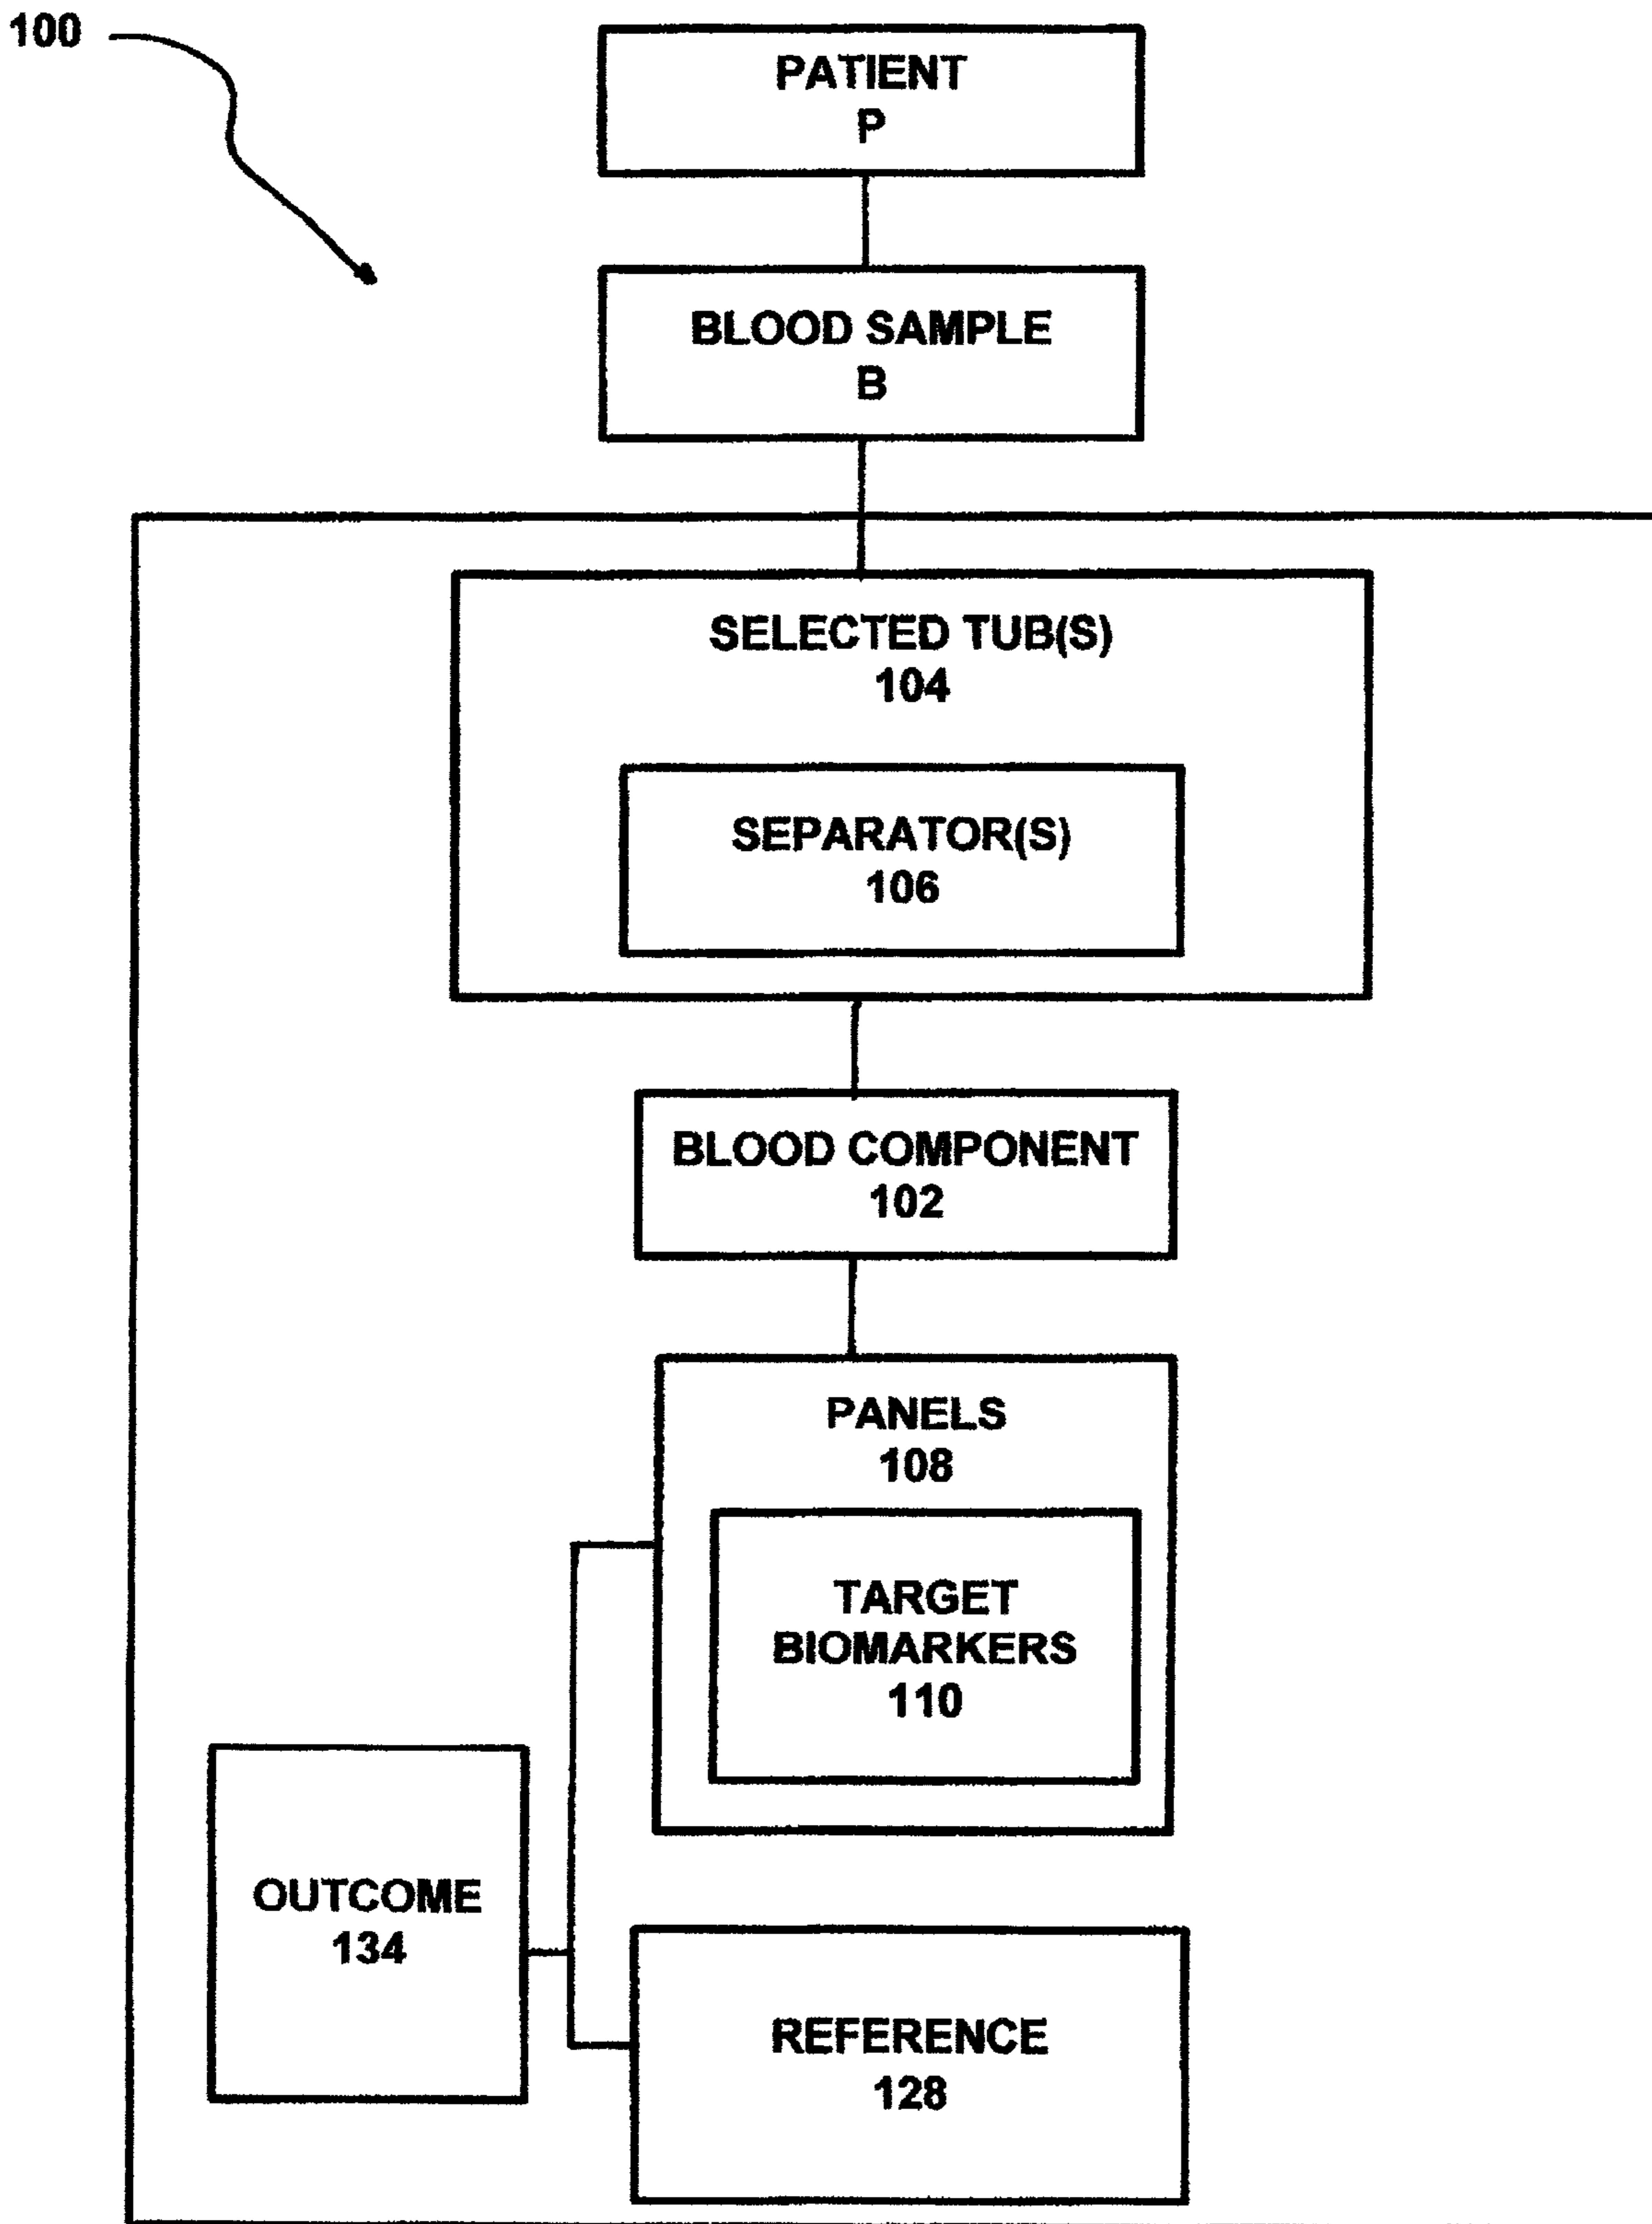 100
PATIENT
P
BLOOD SAMPLE
B
SELECTED TUB(S)
104
SEPARATOR(S)
106
BLOOD COMPONENT
102
PANELS
108
TARGET
BIOMARKERS
110
OUTCOME
134
REFERENCE
128